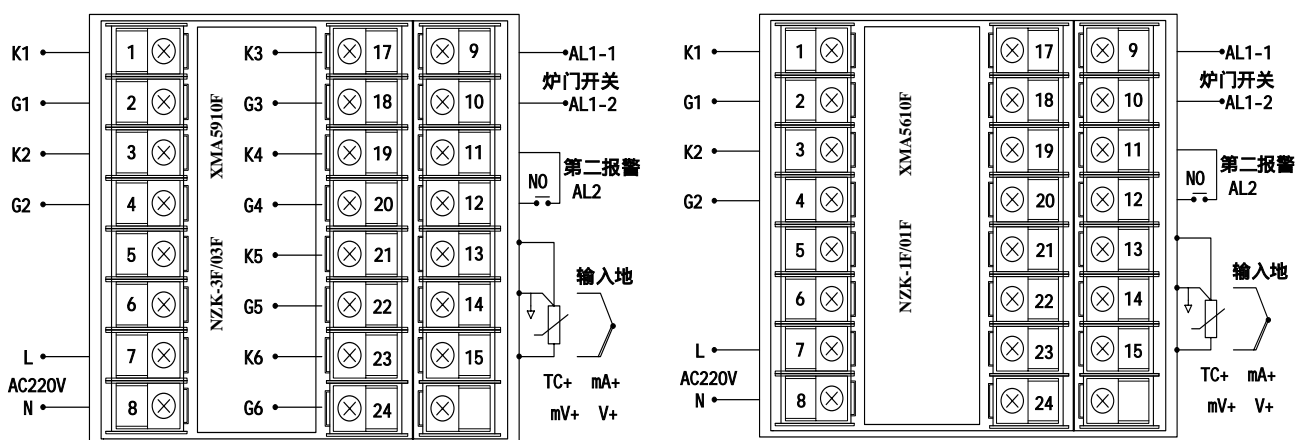 K1 1 K3 17 9 AL1-1
炉门开关
G1 2 G3 18 10 AL1-2
XMA5910F
K2 3 K4 19 11
第二报警
NO
AL2
G2 4 G4 20 12
5 K5 21 13
NZK-3F/03F
输入地
6 G5 22 14
L 7 K6 23 15
AC220V
TC+ mA+
N 8 G6 24
mV+ V+
K1 1 17 9 AL1-1
炉门开关
G1 2 18 10 AL1-2
XMA5610F
K2 3 19 11
第二报警
NO
AL2
G2 4 20 12
5 21 13
NZK-1F/01F
输入地
6 22 14
L 7 23 15
AC220V
TC+ mA+
N 8 24
mV+ V+